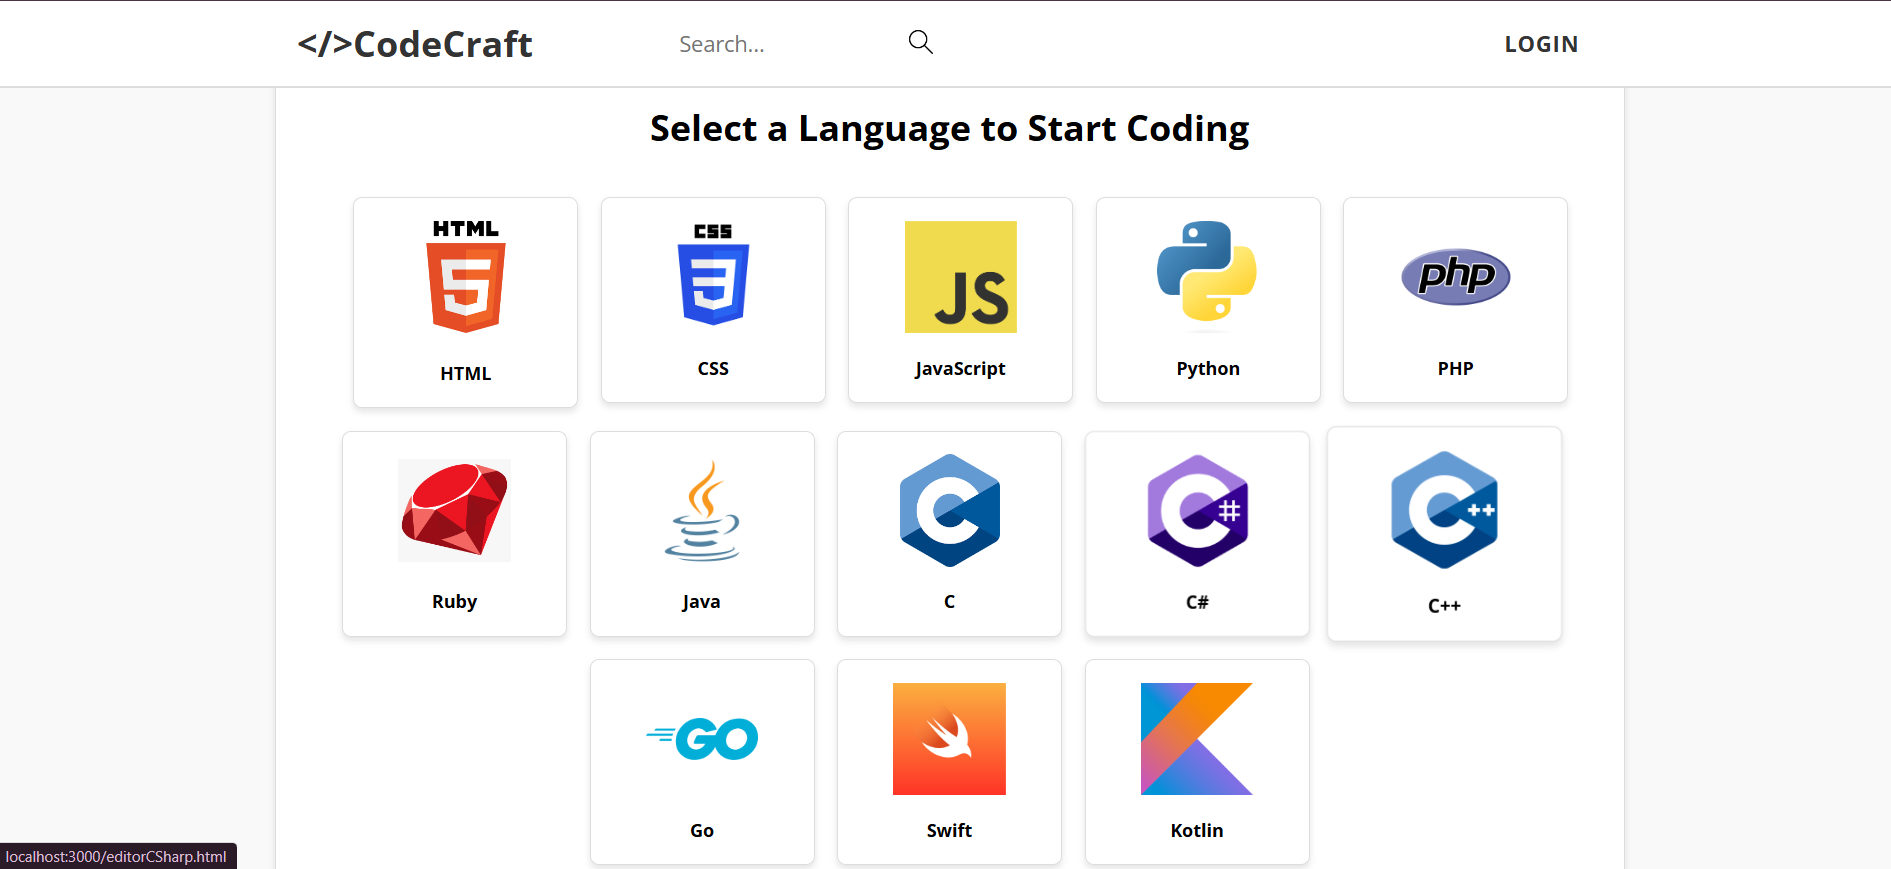 </>CodeCraft
Search...
LOGIN
Select a Language to Start Coding
HTML
CSS
JS
php
HTML
CSS
JavaScript
Python
PHP
C
C #
C ++
Ruby
Java
C
C#
C++
GO
Go
Swift
Kotlin
localhost:3000/editorCSharp.html